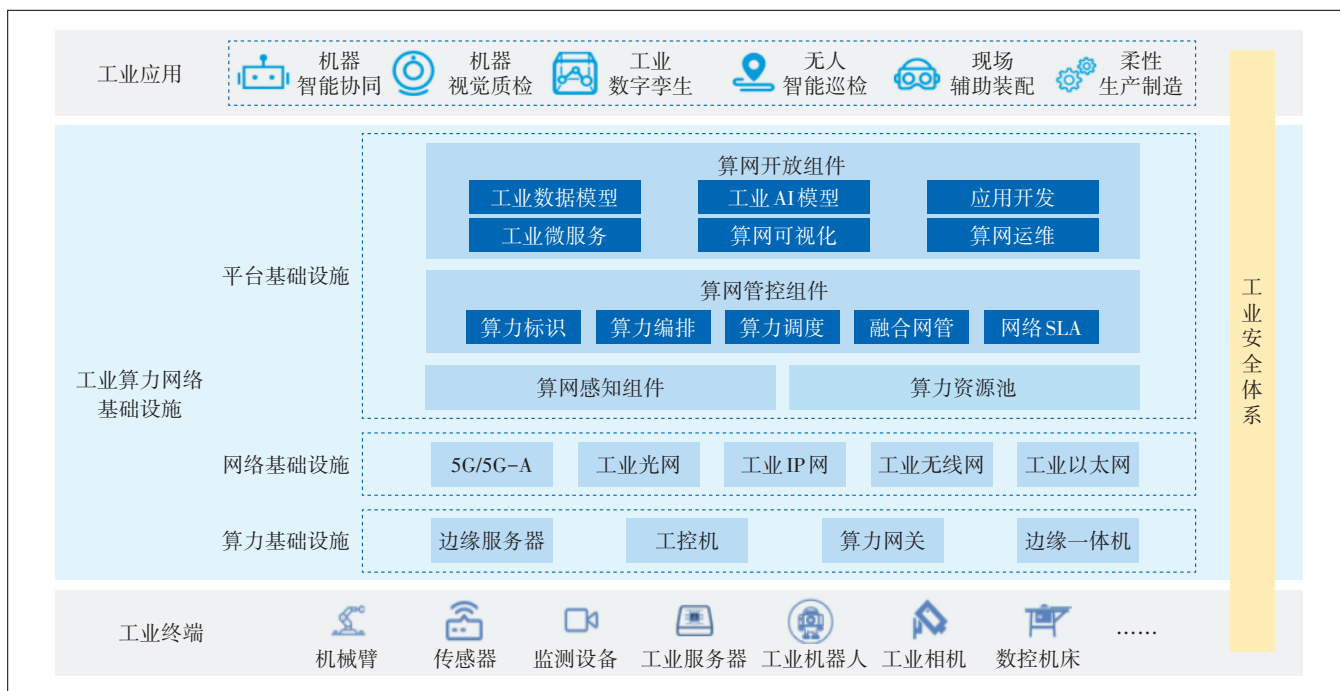 工业应用
机器
智能协同
机器
视觉质检
工业
数字孪生
无人
智能巡检
现场
辅助装配
柔性
生产制造
算网开放组件
工业数据模型
工业AI模型
应用开发
工业微服务
算网可视化
算网运维
平台基础设施
算网管控组件
算力标识
算力编排
算力调度
融合网管
网络SLA
工业算力网络
基础设施
算网感知组件
算力资源池
网络基础设施
5G/5G-A
工业光网
工业IP网
工业无线网
工业以太网
算力基础设施
边缘服务器
工控机
算力网关
边缘一体机
工业终端
机械臂
传感器
监测设备
工业服务器
工业机器人
工业相机
数控机床
……
工业安全体系